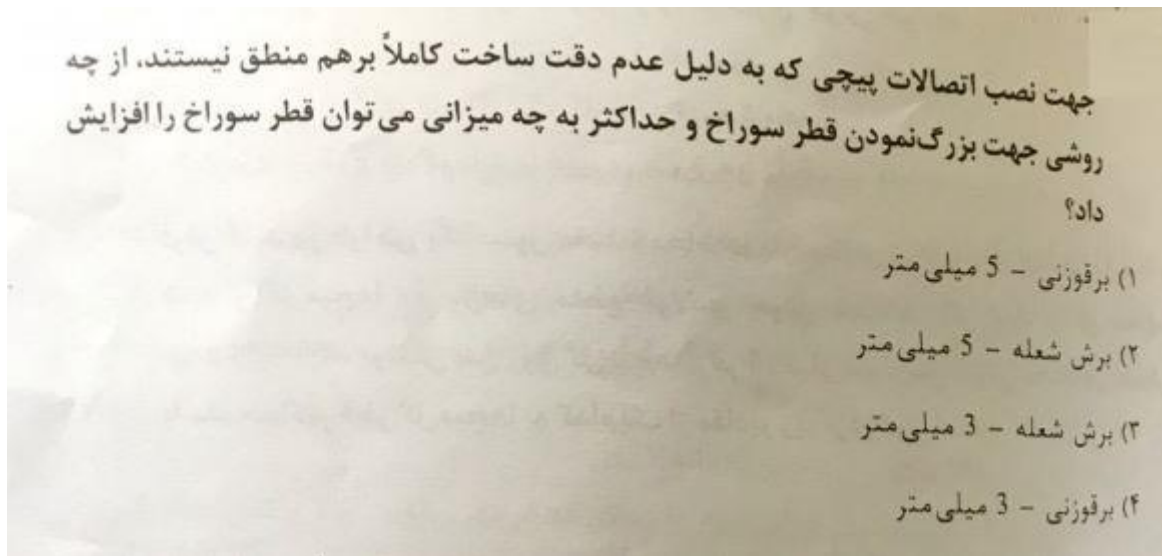 جهت نصب اتصالات پیچی که به دلیل عدم دقت ساخت کاملاً برهم منطق نیستند، از چه
روشی جهت بزرگ‌نمودن قطر سوراخ و حداکثر به چه میزانی می‌توان قطر سوراخ را افزایش
داد؟
۱) برقوزنی – 5 میلی‌متر
۲) برش شعله – 5 میلی‌متر
۳) برش شعله – 3 میلی‌متر
۴) برقوزنی – 3 میلی‌متر